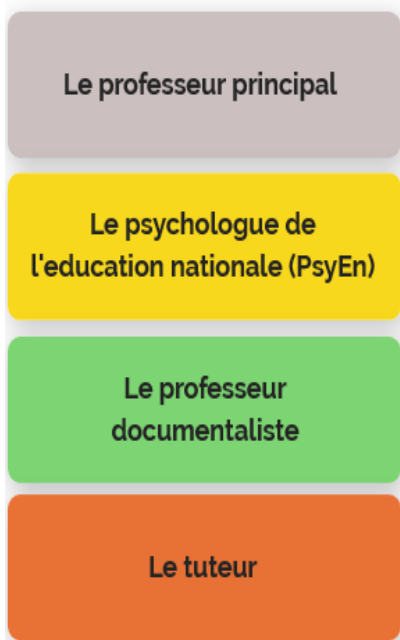 Le professeur principal
Le psychologue de
l'education nationale (PsyEn)
Le professeur
documentaliste
Le tuteur